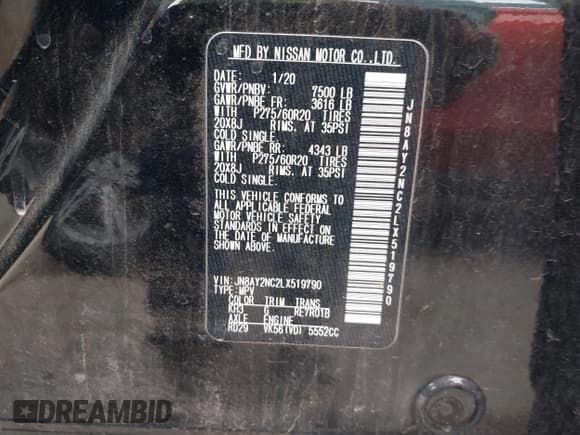 MFD BY NISSAN MOTOR CO.,LTD.
DATE: 1/20
GVWR/PNBV: 7500 LB
GAWR/PNBE FR: 3616 LB
WITH P275/60R20
20X8J RIMS, AT 35PSI
COLD SINGLE.
GAWR/PNBE RR: 4343 LB
WITH P275/60R20
20X8J RIMS, AT 35PSI
COLD SINGLE.
THIS VEHICLE CONFORMS TO
ALL APPLICABLE FEDERAL
MOTOR VEHICLE SAFETY
STANDARDS IN EFFECT ON
THE DATE OF MANUFACTURE
SHOWN ABOVE.
VIN: JN8AY2NC2LX519790
TYPE: MPV
COLOR TRIM TRANS
KH3 G RE7R01B
AXLE ENGINE
RD29 VK56(VD) 5552CC
JN8AY2NC2LX519790
DREAMBID